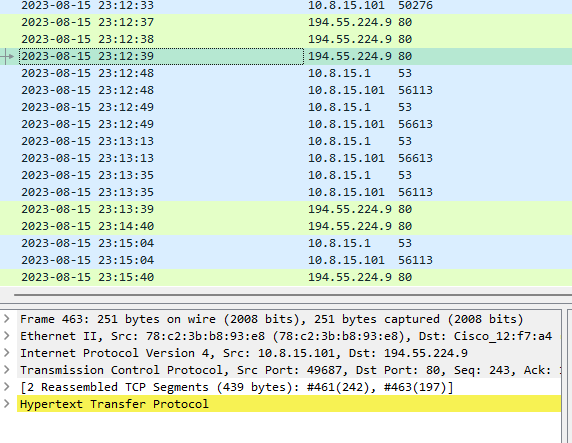 2023-08-15 23:12:33 10.8.15.101 50276
2023-08-15 23:12:37 194.55.224.9 80
2023-08-15 23:12:38 194.55.224.9 80
2023-08-15 23:12:39 194.55.224.9 80
2023-08-15 23:12:48 10.8.15.1 53
2023-08-15 23:12:48 10.8.15.101 56113
2023-08-15 23:12:49 10.8.15.1 53
2023-08-15 23:12:49 10.8.15.101 56613
2023-08-15 23:13:13 10.8.15.1 53
2023-08-15 23:13:13 10.8.15.101 56613
2023-08-15 23:13:35 10.8.15.1 53
2023-08-15 23:13:35 10.8.15.101 56113
2023-08-15 23:13:39 194.55.224.9 80
2023-08-15 23:14:40 194.55.224.9 80
2023-08-15 23:15:04 10.8.15.1 53
2023-08-15 23:15:04 10.8.15.101 56113
2023-08-15 23:15:40 194.55.224.9 80
Frame 463: 251 bytes on wire (2008 bits), 251 bytes captured (2008 bits)
Ethernet II, Src: 78:c2:3b:b8:93:e8 (78:c2:3b:b8:93:e8), Dst: Cisco_12:f7:a4
Internet Protocol Version 4, Src: 10.8.15.101, Dst: 194.55.224.9
Transmission Control Protocol, Src Port: 49687, Dst Port: 80, Seq: 243, Ack:
[2 Reassembled TCP Segments (439 bytes): #461(242), #463(197)]
Hypertext Transfer Protocol